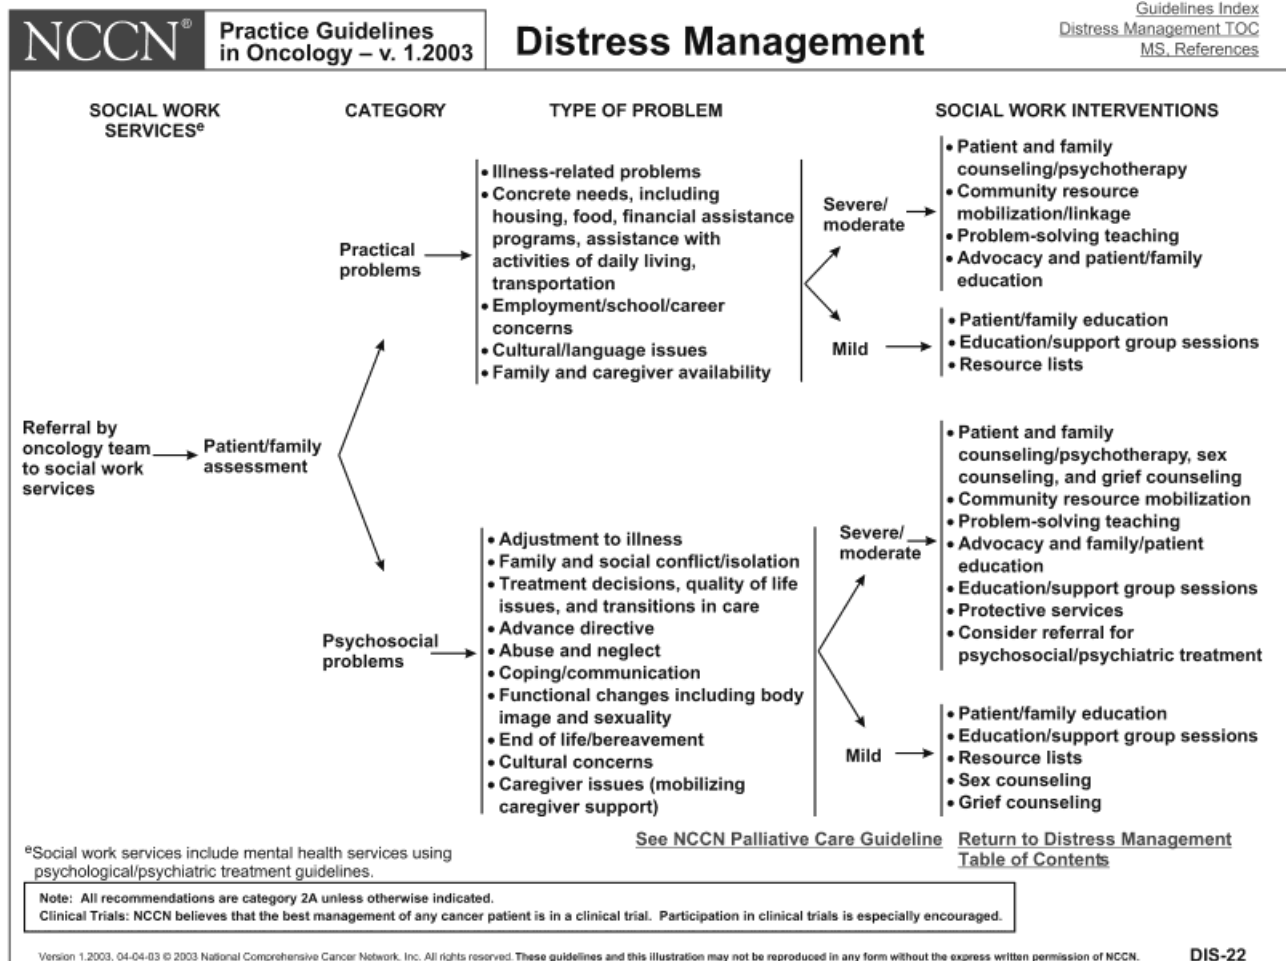 NCCN®
Practice Guidelines
in Oncology – v. 1.2003
Distress Management
Guidelines Index
Distress Management TOC
MS, References
SOCIAL WORK
SERVICESe
CATEGORY
TYPE OF PROBLEM
SOCIAL WORK INTERVENTIONS
Referral by
oncology team
to social work
services
Patient/family
assessment
Practical
problems
• Illness-related problems
• Concrete needs, including
housing, food, financial assistance
programs, assistance with
activities of daily living,
transportation
• Employment/school/career
concerns
• Cultural/language issues
• Family and caregiver availability
Severe/
moderate
• Patient and family
counseling/psychotherapy
• Community resource
mobilization/linkage
• Problem-solving teaching
• Advocacy and patient/family
education
Mild
• Patient/family education
• Education/support group sessions
• Resource lists
Psychosocial
problems
• Adjustment to illness
• Family and social conflict/isolation
• Treatment decisions, quality of life
issues, and transitions in care
• Advance directive
• Abuse and neglect
• Coping/communication
• Functional changes including body
image and sexuality
• End of life/bereavement
• Cultural concerns
• Caregiver issues (mobilizing
caregiver support)
Severe/
moderate
• Patient and family
counseling/psychotherapy, sex
counseling, and grief counseling
• Community resource mobilization
• Problem-solving teaching
• Advocacy and family/patient
education
• Education/support group sessions
• Protective services
• Consider referral for
psychosocial/psychiatric treatment
Mild
• Patient/family education
• Education/support group sessions
• Resource lists
• Sex counseling
• Grief counseling
See NCCN Palliative Care Guideline
Return to Distress Management
Table of Contents
eSocial work services include mental health services using
psychological/psychiatric treatment guidelines.
Note: All recommendations are category 2A unless otherwise indicated.
Clinical Trials: NCCN believes that the best management of any cancer patient is in a clinical trial. Participation in clinical trials is especially encouraged.
Version 1.2003, 04-04-03 © 2003 National Comprehensive Cancer Network, Inc. All rights reserved. These guidelines and this illustration may not be reproduced in any form without the express written permission of NCCN.
DIS-22